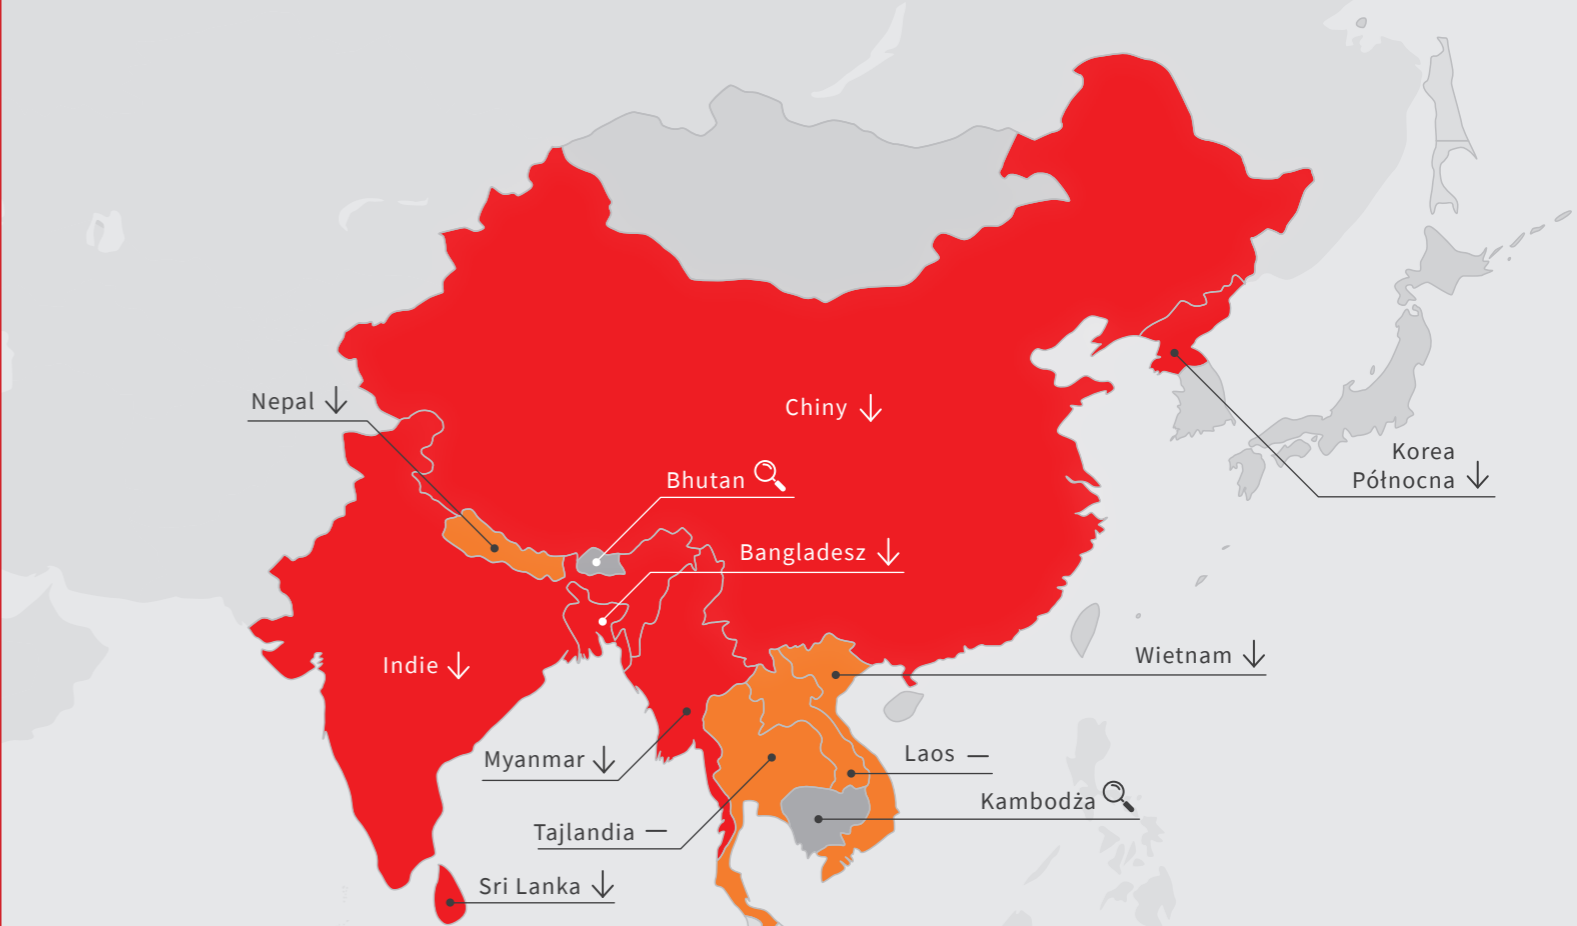 Nepal
Chiny
Bhutan
Korea
Północna
Bangladesz
Indie
Wietnam
Myanmar
Laos —
Kambodża
Tajlandia —
Sri Lanka